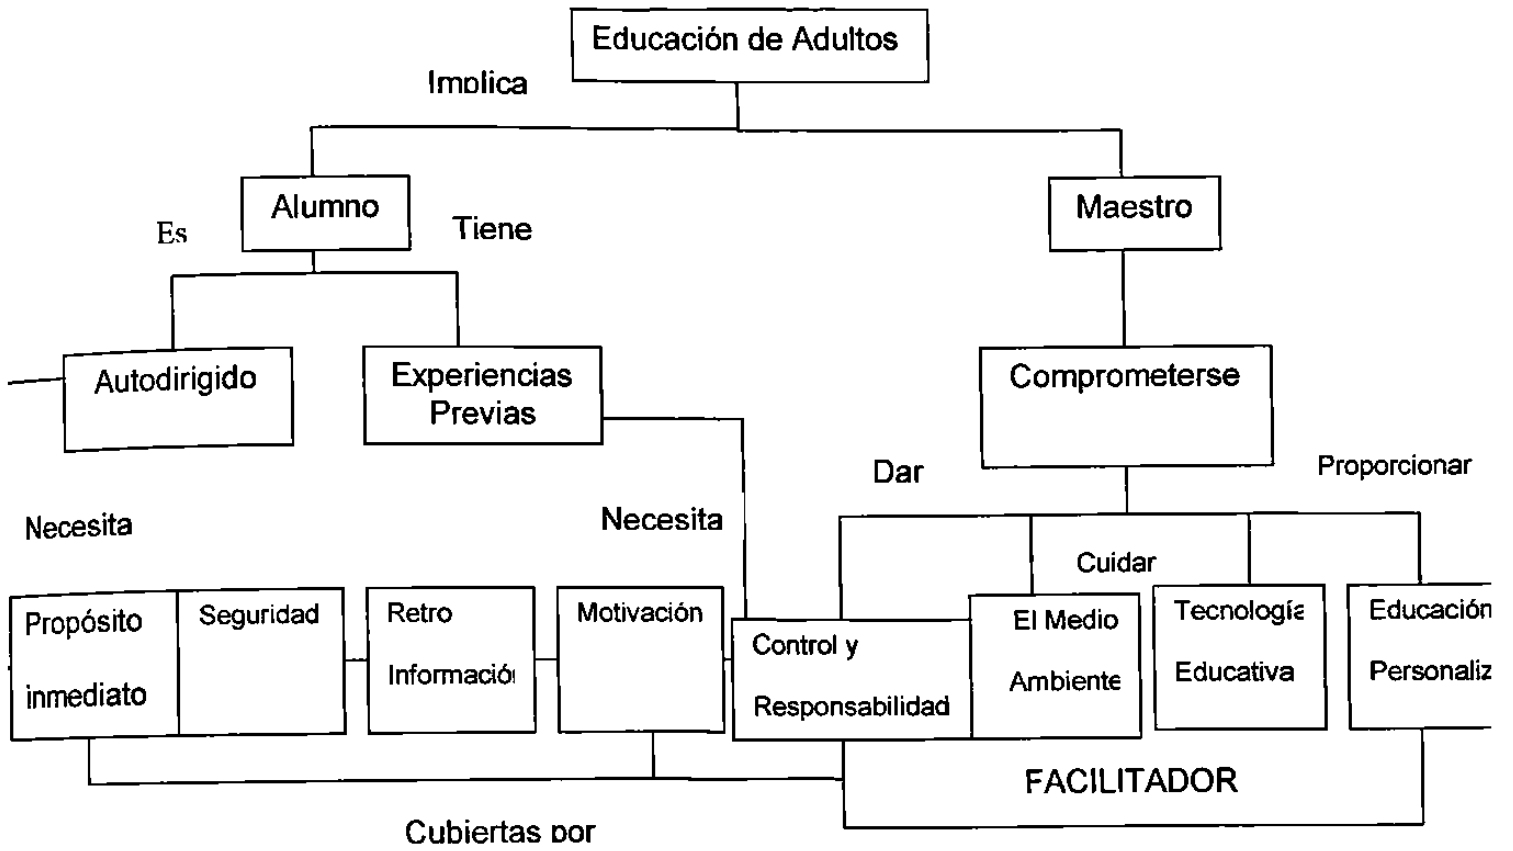 Educación de Adultos
Implica
Alumno
Maestro
Es
Tiene
Autodirigido
Experiencias
Previas
Comprometerse
Dar
Proporcionar
Necesita
Necesita
Cuidar
Propósito
inmediato
Seguridad
Retro
Informació
Motivación
Control y
Responsabilidad
El Medio
Ambiente
Tecnología
Educativa
Educación
Personaliz
FACILITADOR
Cubiertas por